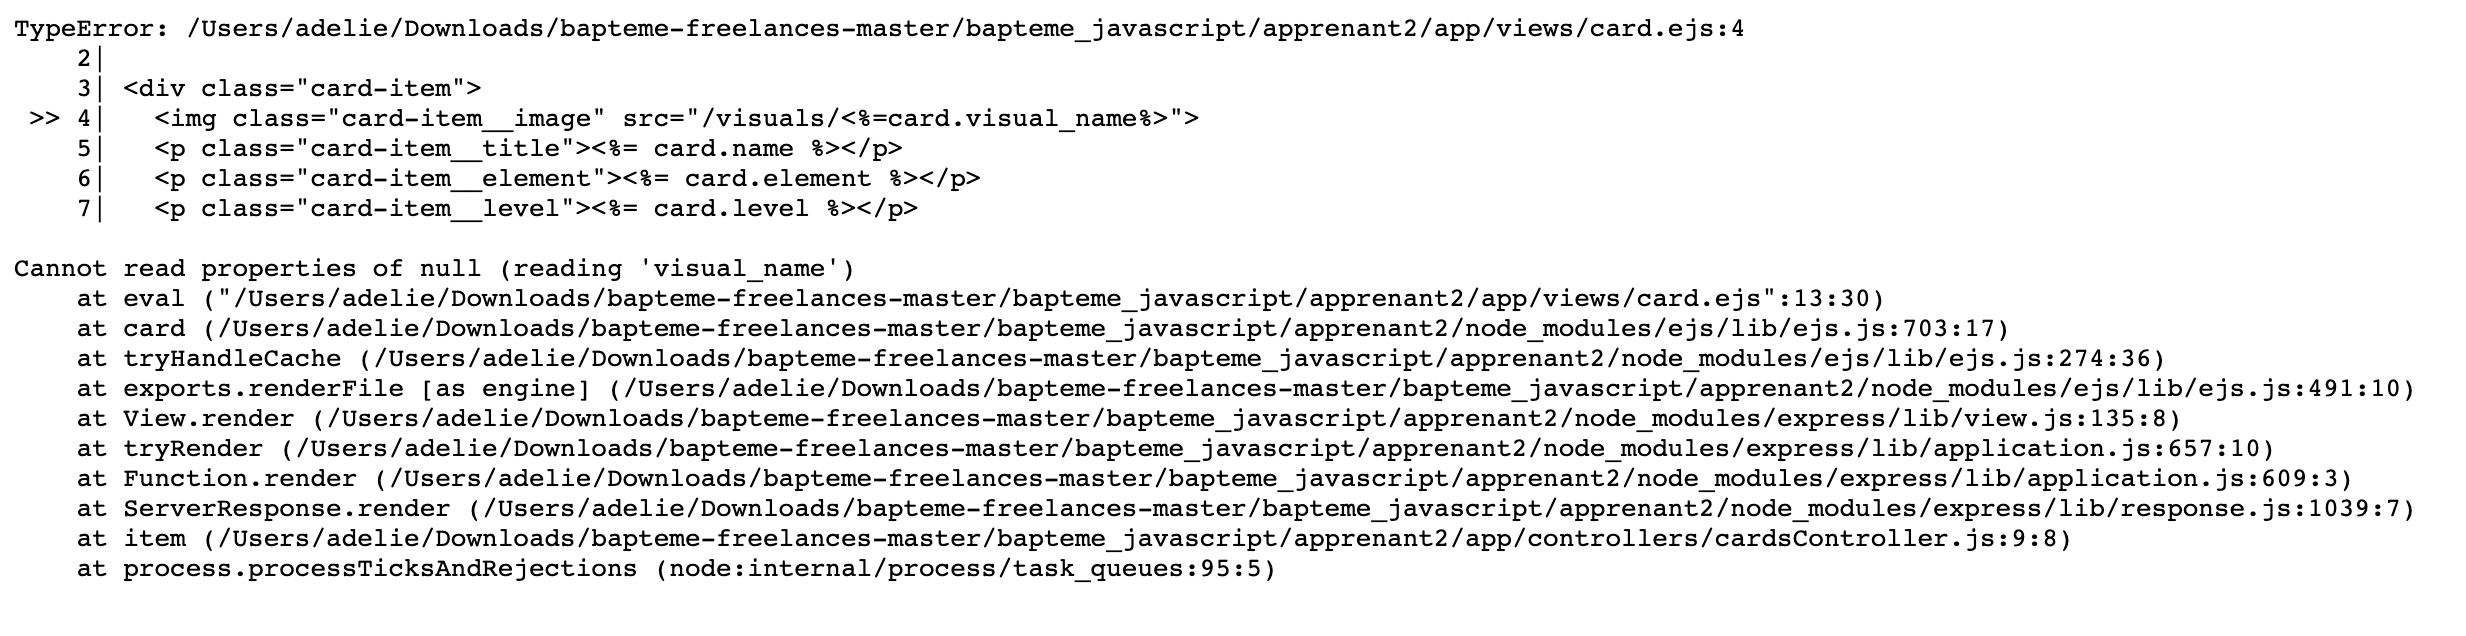 TypeError: /Users/adelie/Downloads/bapteme-freelances-master/bapteme_javascript/apprenant2/app/views/card.ejs:4
    2|
    3| <div class="card-item">
 >> 4|   <img class="card-item__image" src="/visuals/<%=card.visual_name%>">
    5|   <p class="card-item__title"><%= card.name %></p>
    6|   <p class="card-item__element"><%= card.element %></p>
    7|   <p class="card-item__level"><%= card.level %></p>

Cannot read properties of null (reading 'visual_name')
    at eval ("/Users/adelie/Downloads/bapteme-freelances-master/bapteme_javascript/apprenant2/app/views/card.ejs":13:30)
    at card (/Users/adelie/Downloads/bapteme-freelances-master/bapteme_javascript/apprenant2/node_modules/ejs/lib/ejs.js:703:17)
    at tryHandleCache (/Users/adelie/Downloads/bapteme-freelances-master/bapteme_javascript/apprenant2/node_modules/ejs/lib/ejs.js:274:36)
    at exports.renderFile [as engine] (/Users/adelie/Downloads/bapteme-freelances-master/bapteme_javascript/apprenant2/node_modules/ejs/lib/ejs.js:491:10)
    at View.render (/Users/adelie/Downloads/bapteme-freelances-master/bapteme_javascript/apprenant2/node_modules/express/lib/view.js:135:8)
    at tryRender (/Users/adelie/Downloads/bapteme-freelances-master/bapteme_javascript/apprenant2/node_modules/express/lib/application.js:657:10)
    at Function.render (/Users/adelie/Downloads/bapteme-freelances-master/bapteme_javascript/apprenant2/node_modules/express/lib/application.js:609:3)
    at ServerResponse.render (/Users/adelie/Downloads/bapteme-freelances-master/bapteme_javascript/apprenant2/node_modules/express/lib/response.js:1039:7)
    at item (/Users/adelie/Downloads/bapteme-freelances-master/bapteme_javascript/apprenant2/app/controllers/cardsController.js:9:8)
    at process.processTicksAndRejections (node:internal/process/task_queues:95:5)